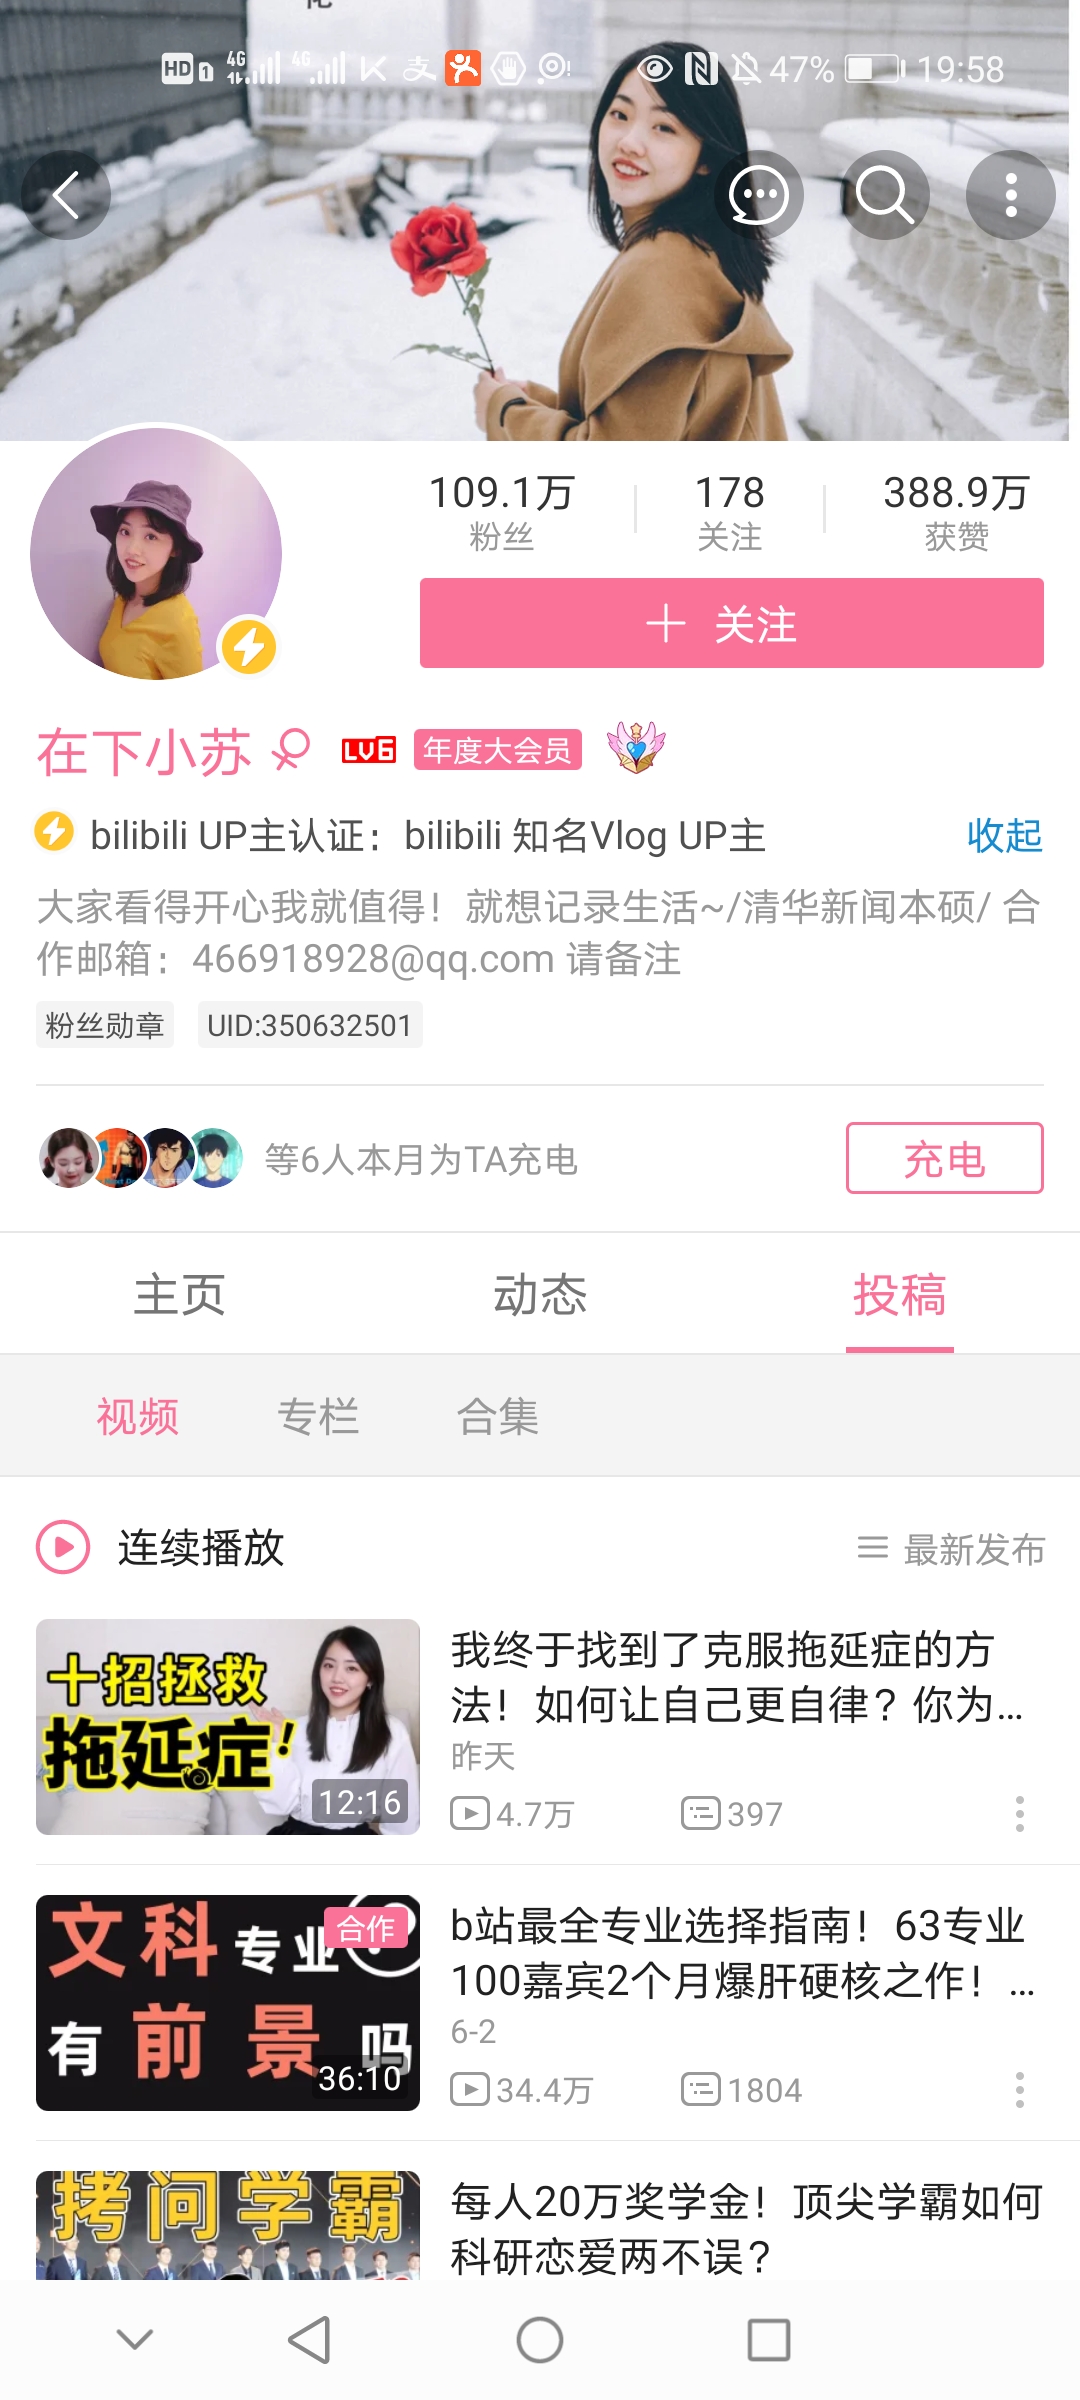 HD 1 4G 4G 47% 19:58
109.1万 178 388.9万
粉丝 关注 获赞
关注
在下小苏 LV6 年度大会员
bilibili UP主认证：bilibili 知名Vlog UP主 收起
大家看得开心我就值得！就想记录生活~/清华新闻本硕/ 合
作邮箱：466918928@qq.com 请备注
粉丝勋章 UID:350632501
等6人本月为TA充电 充电
主页 动态 投稿
视频 专栏 合集
连续播放 最新发布
十招拯救
拖延症！
12:16
我终于找到了克服拖延症的方
法！如何让自己更自律？你为...
昨天
4.7万 397
文科专业
合作
有前景吗
36:10
b站最全专业选择指南！63专业
100嘉宾2个月爆肝硬核之作！...
6-2
34.4万 1804
拷问学霸
每人20万奖学金！顶尖学霸如何
科研恋爱两不误？